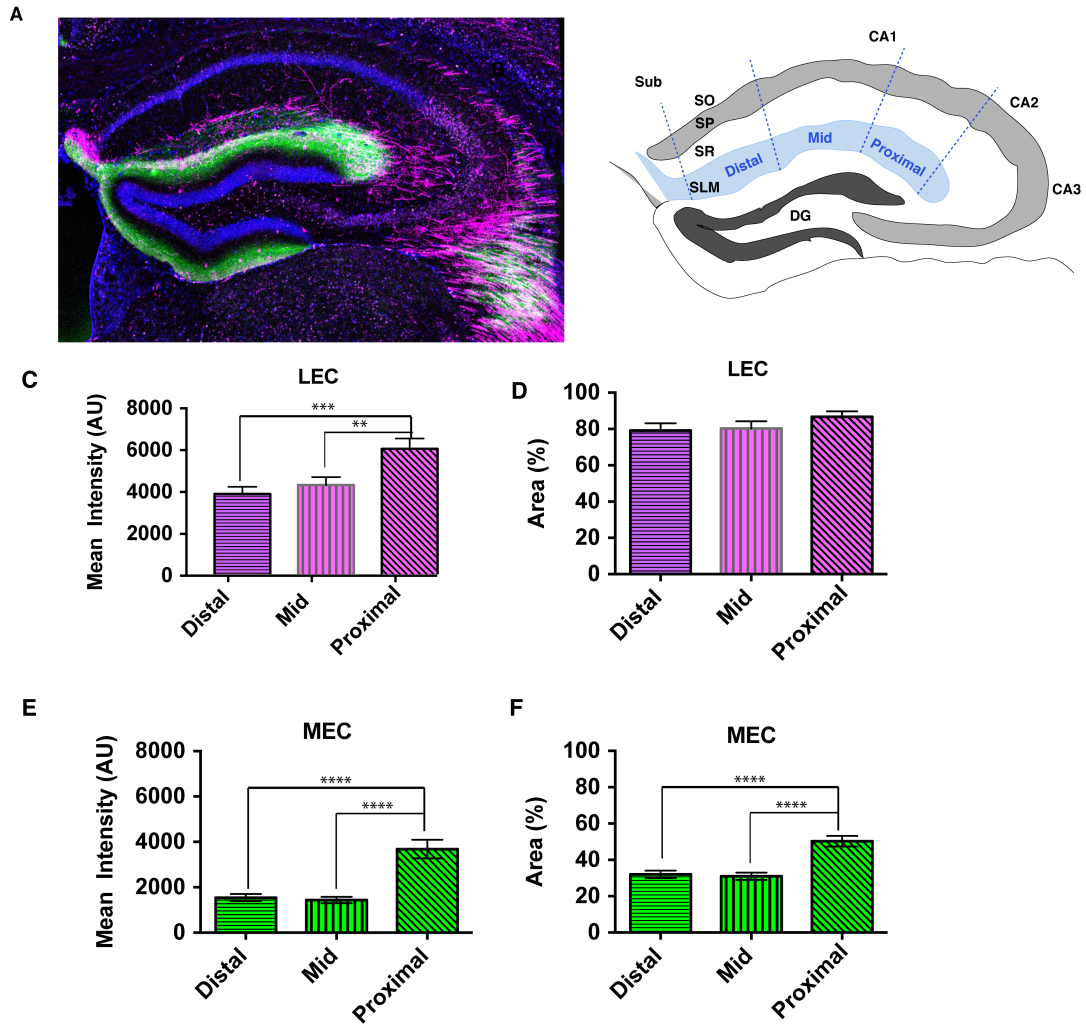 A
B
CA1
Sub
SO
SP
CA2
Mid
SR
Distal
Proximal
SLM
CA3
DG
C
LEC
Mean Intensity (AU)
8000
6000
4000
2000
0
***
**
Distal
Mid
Proximal
D
LEC
Area (%)
100
80
60
40
20
0
Distal
Mid
Proximal
E
MEC
Mean Intensity (AU)
8000
6000
4000
2000
0
****
****
Distal
Mid
Proximal
F
MEC
Area (%)
100
80
60
40
20
0
****
****
Distal
Mid
Proximal